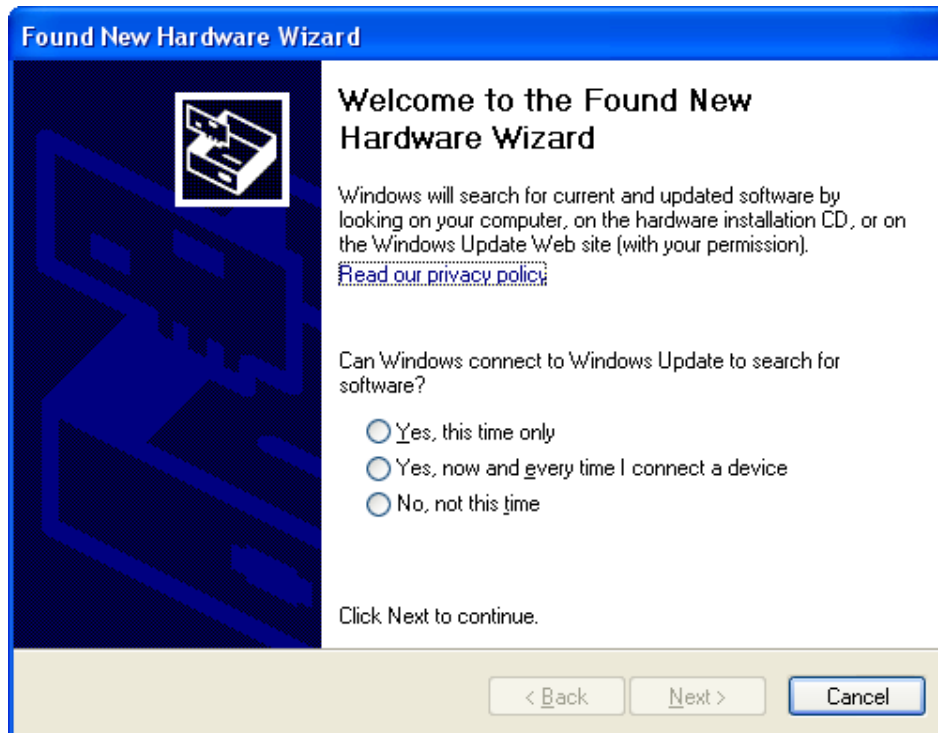 Found New Hardware Wizard
Welcome to the Found New
Hardware Wizard
Windows will search for current and updated software by
looking on your computer, on the hardware installation CD, or on
the Windows Update Web site (with your permission).
Read our privacy policy
Can Windows connect to Windows Update to search for
software?
Yes, this time only
Yes, now and every time I connect a device
No, not this time
Click Next to continue.
< Back Next > Cancel